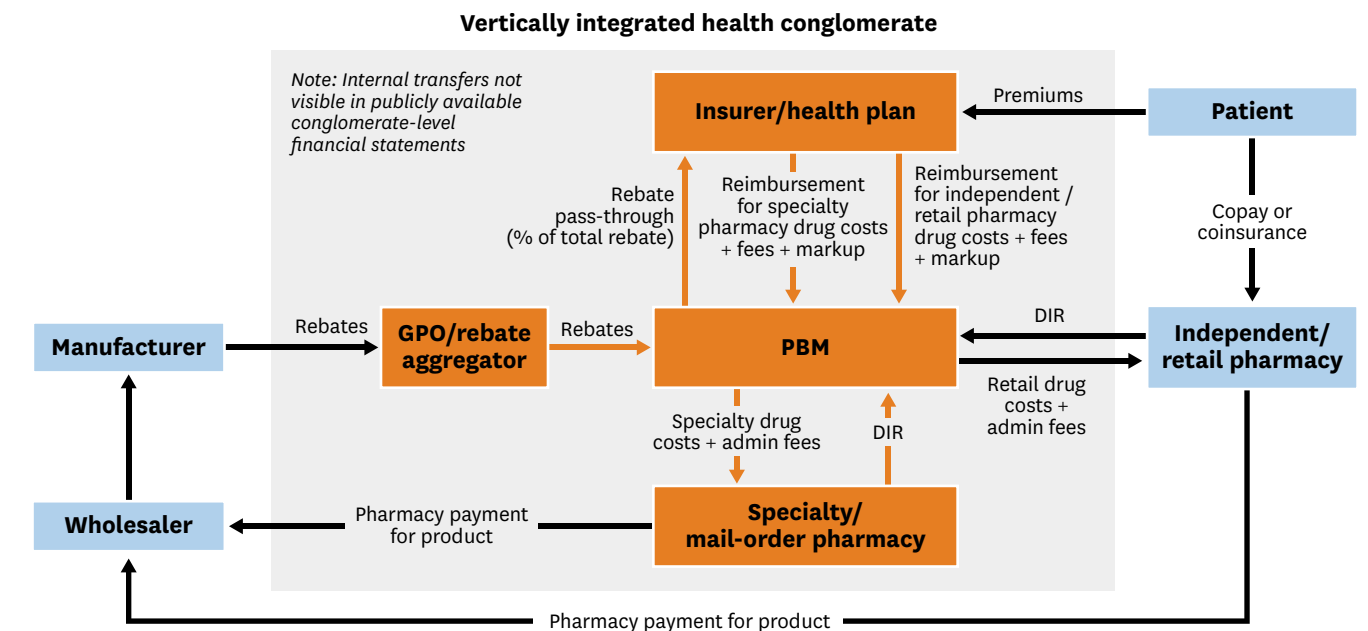 Vertically integrated health conglomerate
Note: Internal transfers not
visible in publicly available
conglomerate-level
financial statements
Insurer/health plan
Premiums
Patient
Rebate
pass-through
(% of total rebate)
Reimbursement
for specialty
pharmacy drug costs
+ fees + markup
Reimbursement
for independent /
retail pharmacy
drug costs + fees
+ markup
Copay or
coinsurance
Manufacturer
Rebates
GPO/rebate
aggregator
Rebates
PBM
DIR
Independent/
retail pharmacy
Retail drug
costs +
admin fees
Specialty drug
costs + admin fees
DIR
Wholesaler
Pharmacy payment
for product
Specialty/
mail-order pharmacy
Pharmacy payment for product